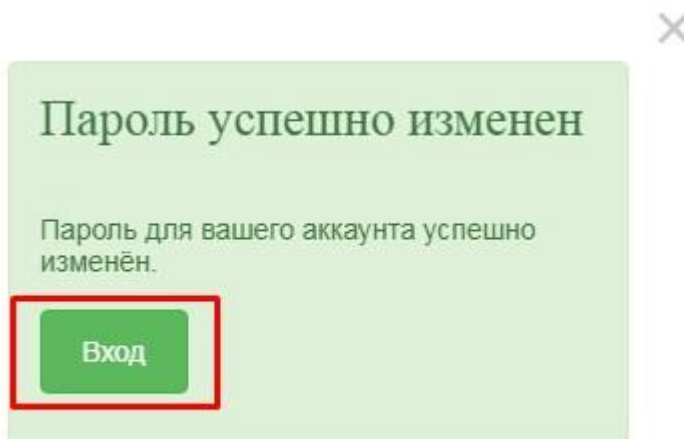 Пароль успешно изменен
Пароль для вашего аккаунта успешно
изменён.
Вход